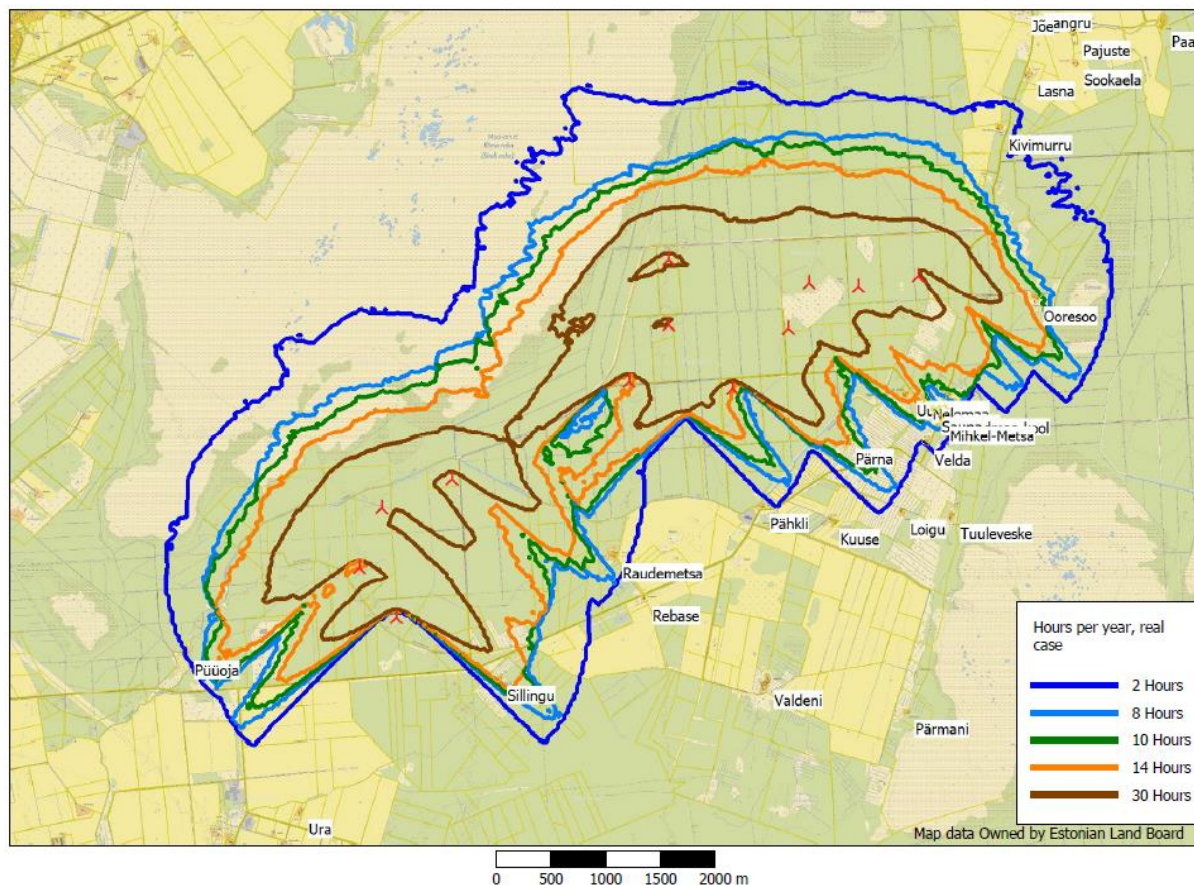 Jõe
angru
Paa
Pajuste
Sookaela
Lasna
Kivimurru
Ooresoo
Mihkel-Metsa
Pärna
Velda
Pähkli
Kuuse
Loigu
Tuuleveske
Raudemetsa
Rebase
Püüoja
Sillingu
Valdeni
Pärmani
Ura
Hours per year, real
case
2 Hours
8 Hours
10 Hours
14 Hours
30 Hours
Map data Owned by Estonian Land Board
0 500 1000 1500 2000 m